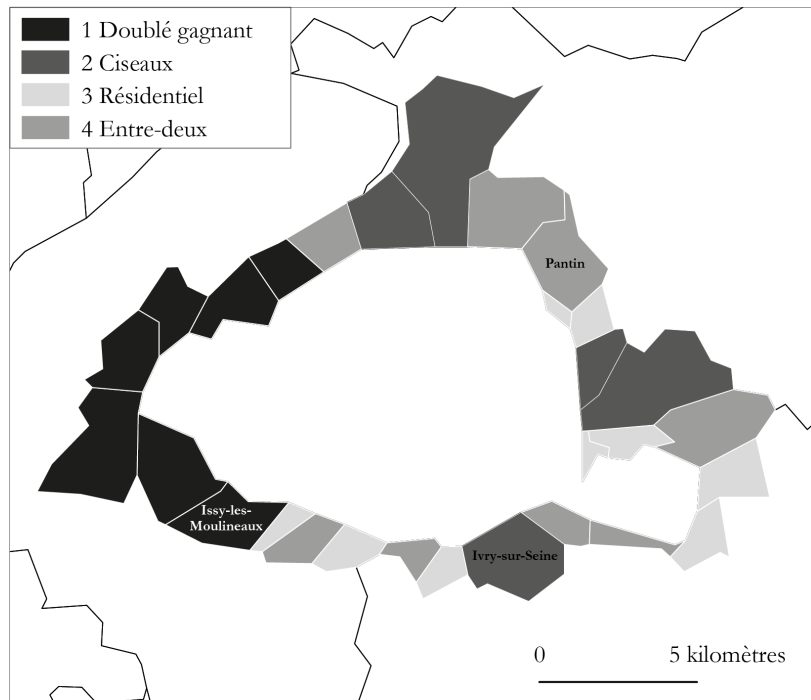 1 Doublé gagnant
2 Ciseaux
3 Résidentiel
4 Entre-deux
Pantin
Issy-les-
Moulineaux
Ivry-sur-Seine
0
5 kilomètres